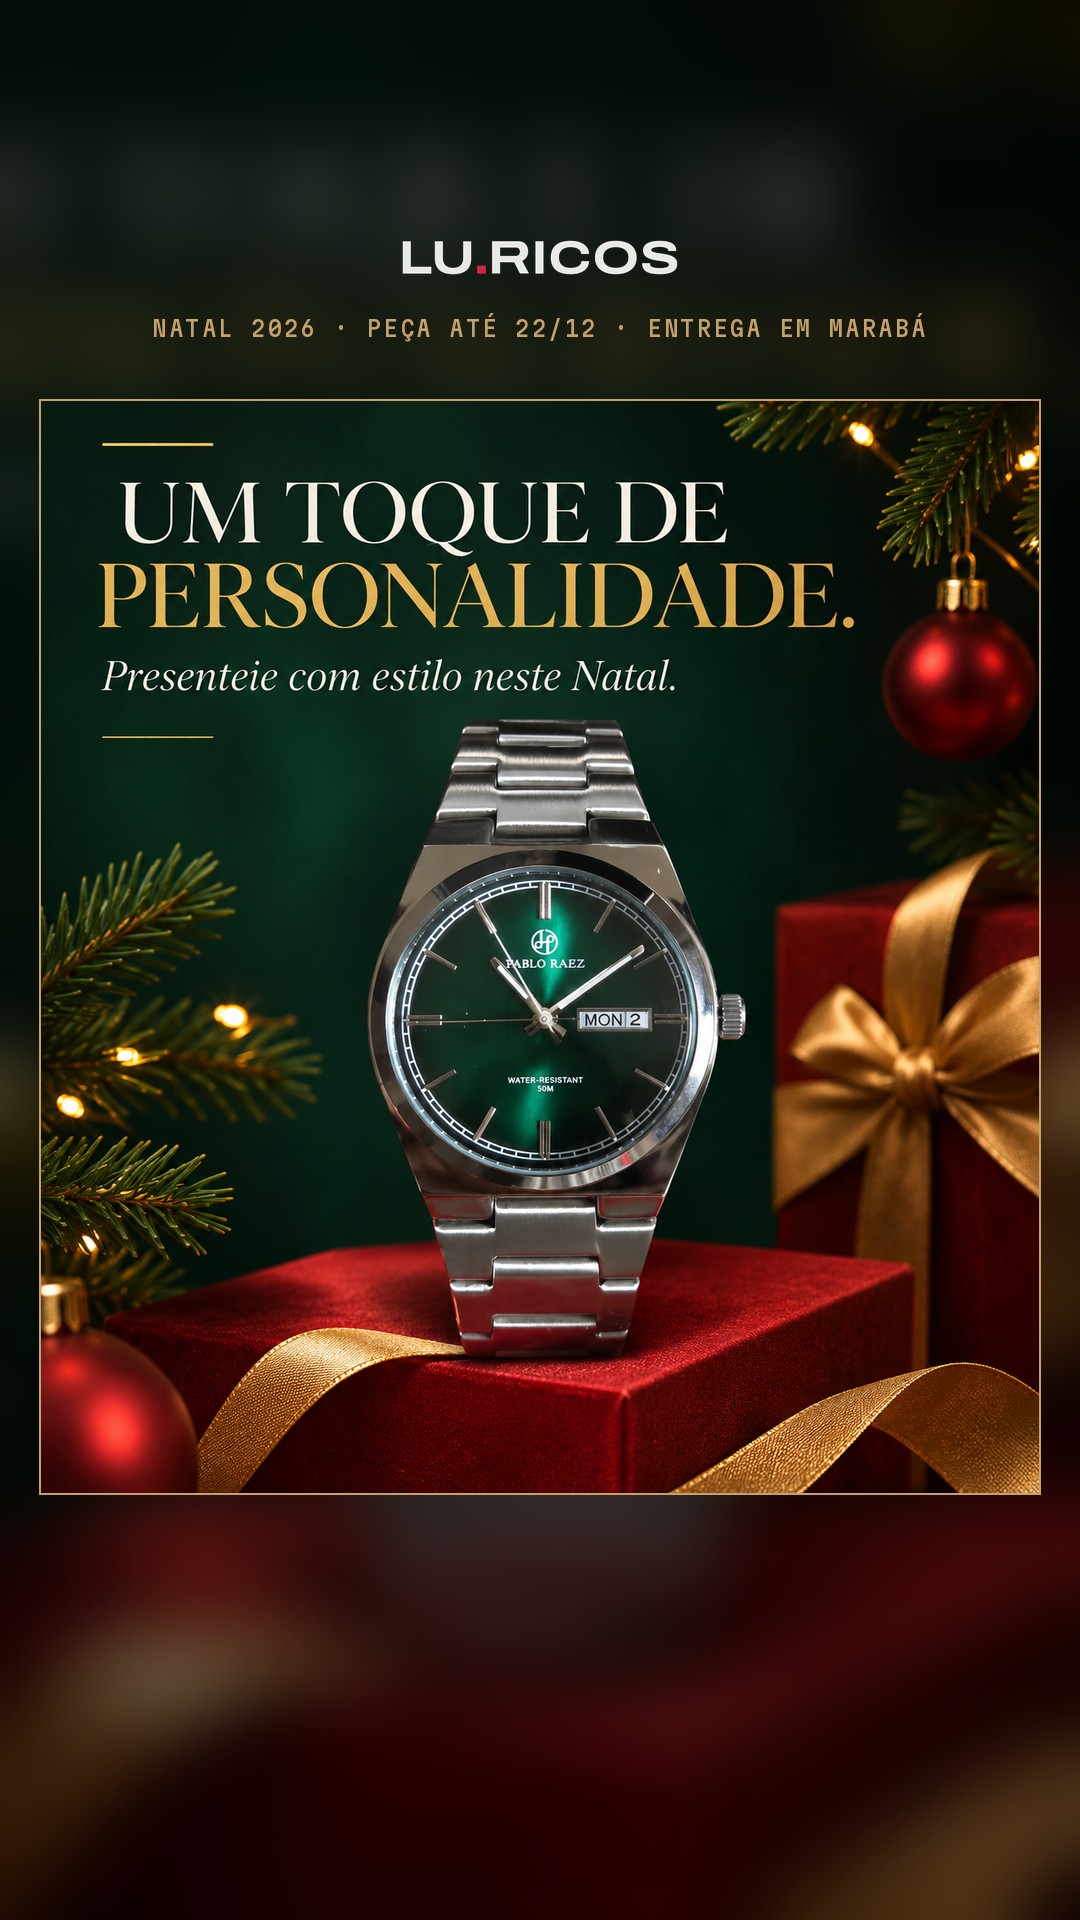 LU.RICOS
NATAL 2026 · PEÇA ATÉ 22/12 · ENTREGA EM MARABÁ
UM TOQUE DE
PERSONALIDADE.
Presenteie com estilo neste Natal.
PABLO RAEZ
MON 2
WATER-RESISTANT
50M